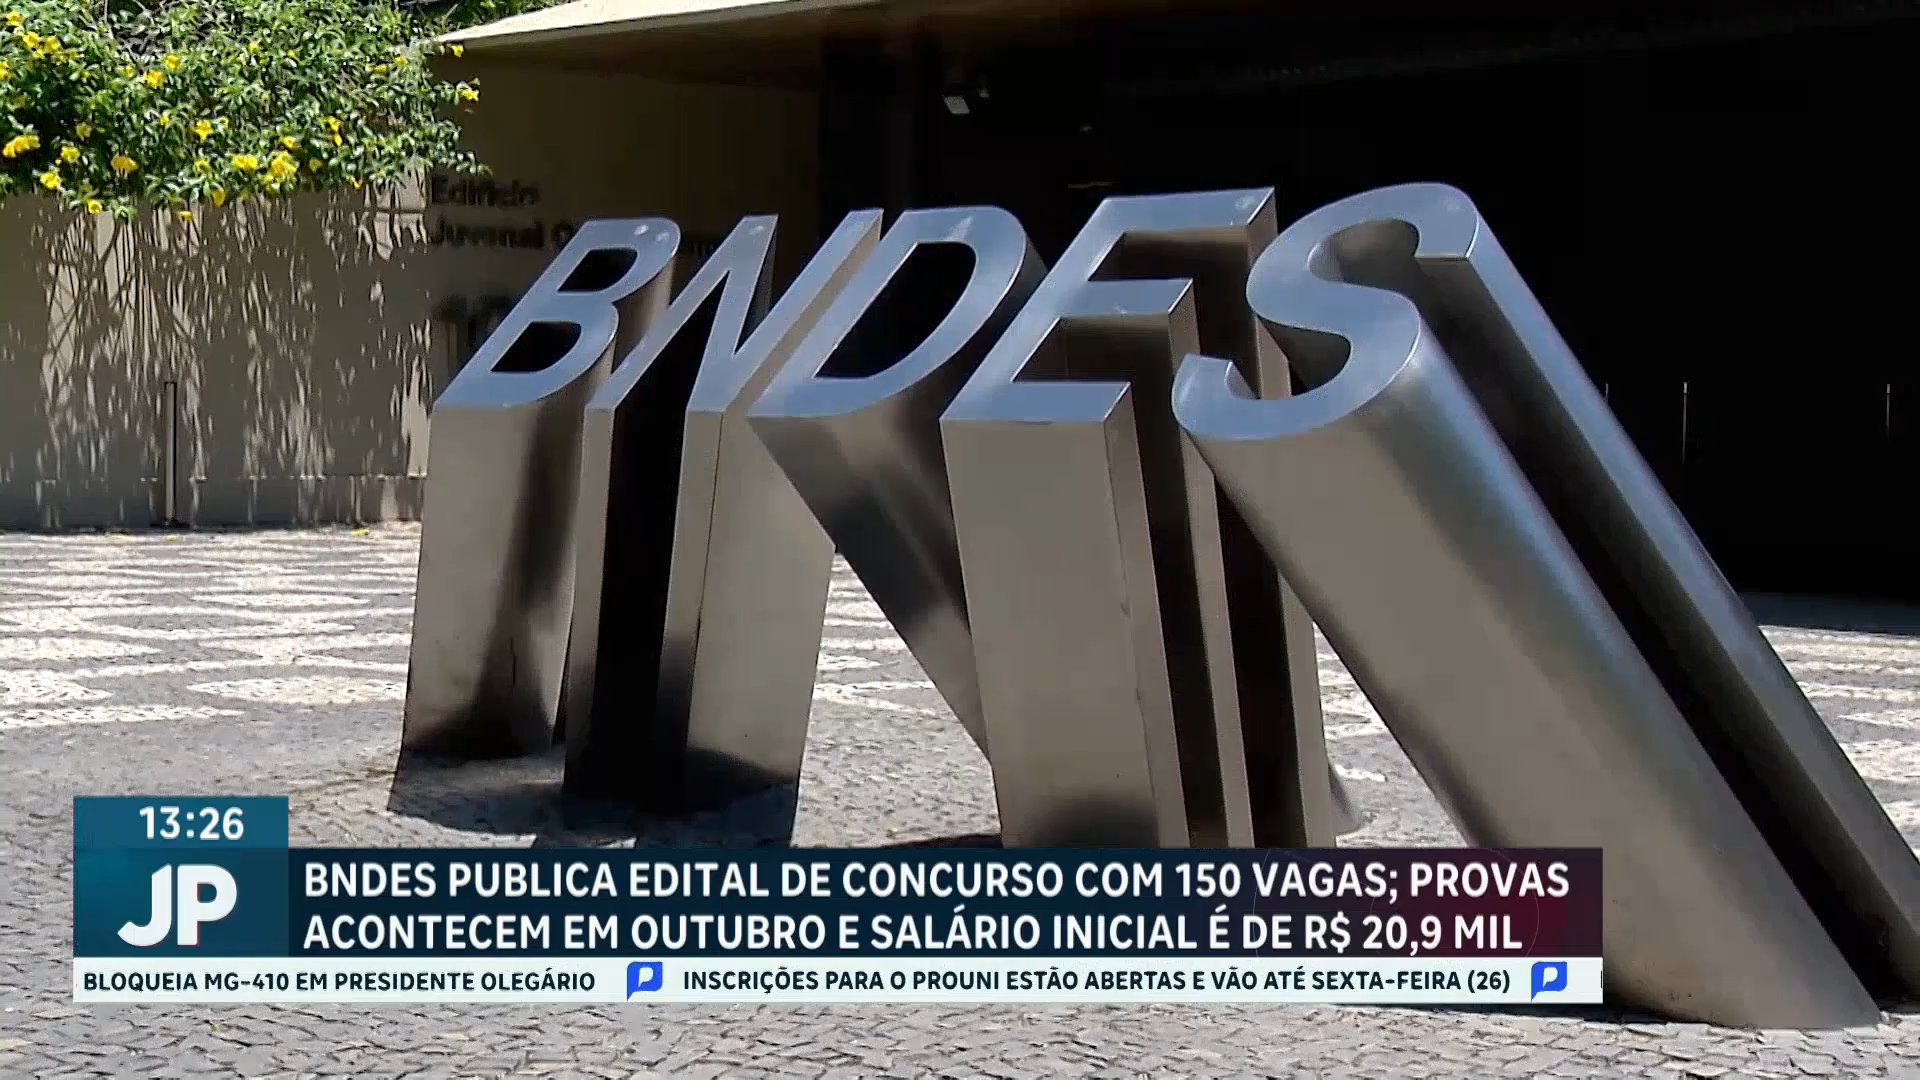 Edifício
Juvenal
BNDES
13:26
JP
BNDES PUBLICA EDITAL DE CONCURSO COM 150 VAGAS; PROVAS
ACONTECEM EM OUTUBRO E SALÁRIO INICIAL É DE R$ 20,9 MIL
BLOQUEIA MG-410 EM PRESIDENTE OLEGÁRIO P INSCRIÇÕES PARA O PROUNI ESTÃO ABERTAS E VÃO ATÉ SEXTA-FEIRA (26) P